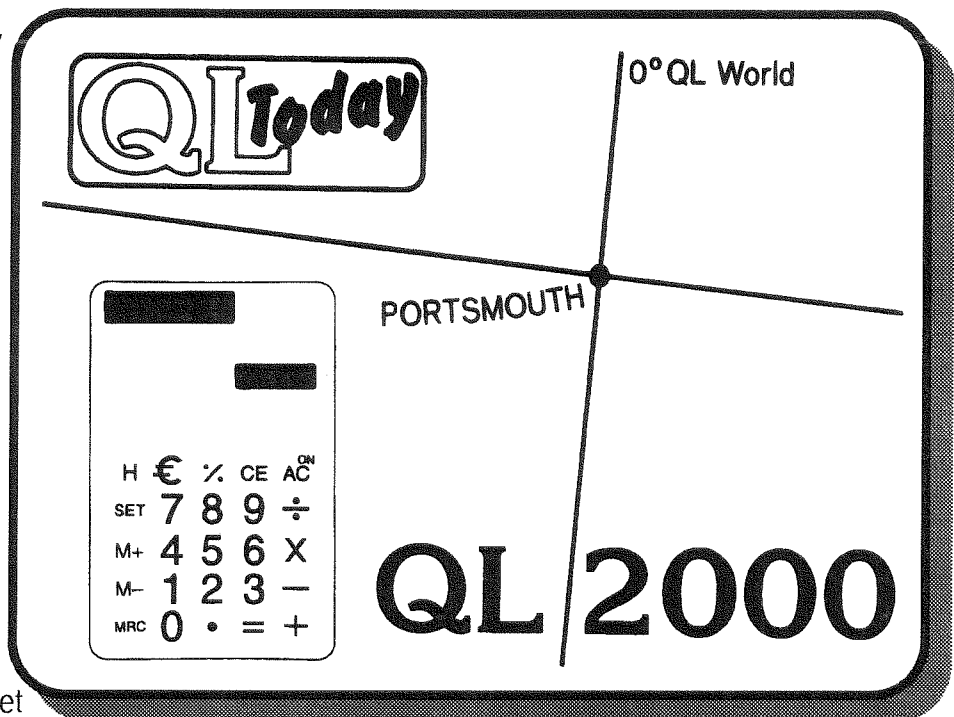 QL Today
0° QL World
PORTSMOUTH
H € ⁒ CE AC ON
SET 7 8 9 ÷
M+ 4 5 6 X
M– 1 2 3 –
MRC 0 · = +
QL 2000
et